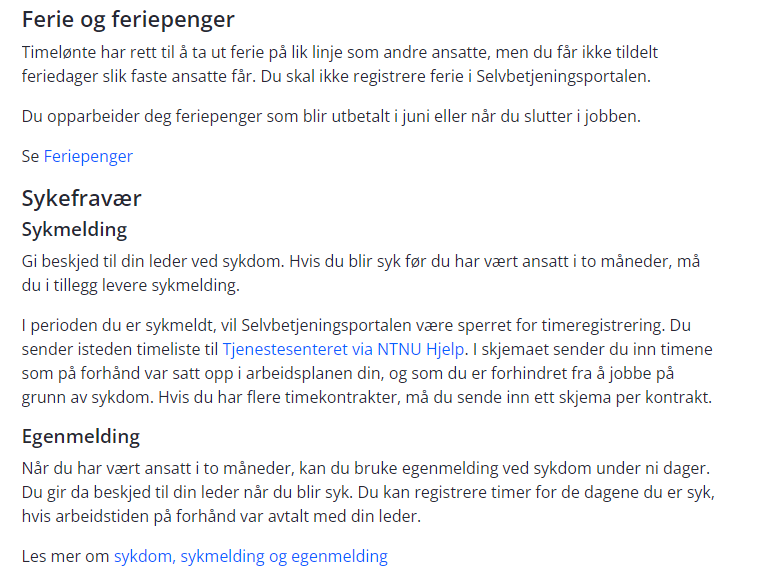 Ferie og feriepenger
Timelønte har rett til å ta ut ferie på lik linje som andre ansatte, men du får ikke tildelt
feriedager slik faste ansatte får. Du skal ikke registrere ferie i Selvbetjeningsportalen.
Du opparbeider deg feriepenger som blir utbetalt i juni eller når du slutter i jobben.
Se Feriepenger
Sykefravær
Sykmelding
Gi beskjed til din leder ved sykdom. Hvis du blir syk før du har vært ansatt i to måneder, må
du i tillegg levere sykmelding.
I perioden du er sykmeldt, vil Selvbetjeningsportalen være sperret for timeregistrering. Du
sender isteden timeliste til Tjenestesenteret via NTNU Hjelp. I skjemaet sender du inn timene
som på forhånd var satt opp i arbeidsplanen din, og som du er forhindret fra å jobbe på
grunn av sykdom. Hvis du har flere timekontrakter, må du sende inn ett skjema per kontrakt.
Egenmelding
Når du har vært ansatt i to måneder, kan du bruke egenmelding ved sykdom under ni dager.
Du gir da beskjed til din leder når du blir syk. Du kan registrere timer for de dagene du er syk,
hvis arbeidstiden på forhånd var avtalt med din leder.
Les mer om sykdom, sykmelding og egenmelding